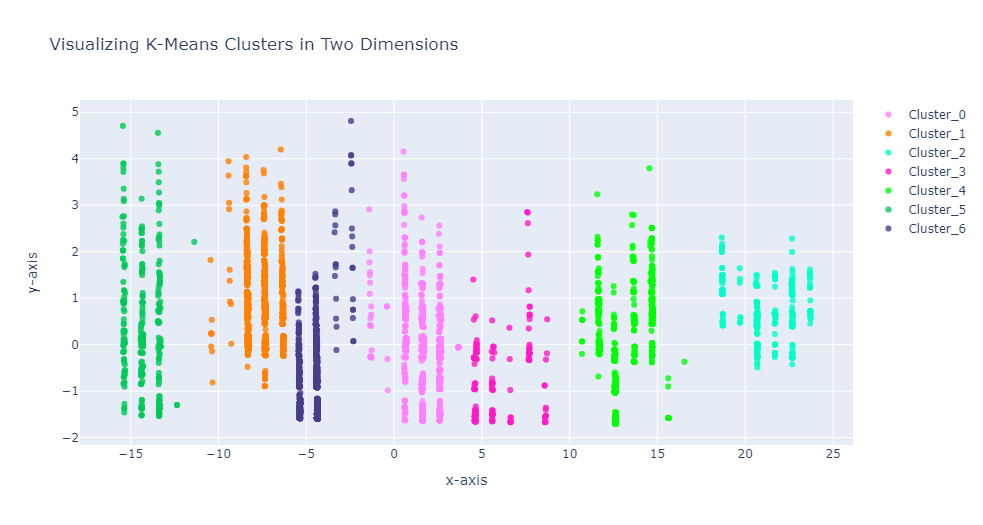 Visualizing K-Means Clusters in Two Dimensions
5
4
3
2
1
0
−1
−2
y-axis
−15
−10
−5
0
5
10
15
20
25
x-axis
Cluster_0
Cluster_1
Cluster_2
Cluster_3
Cluster_4
Cluster_5
Cluster_6